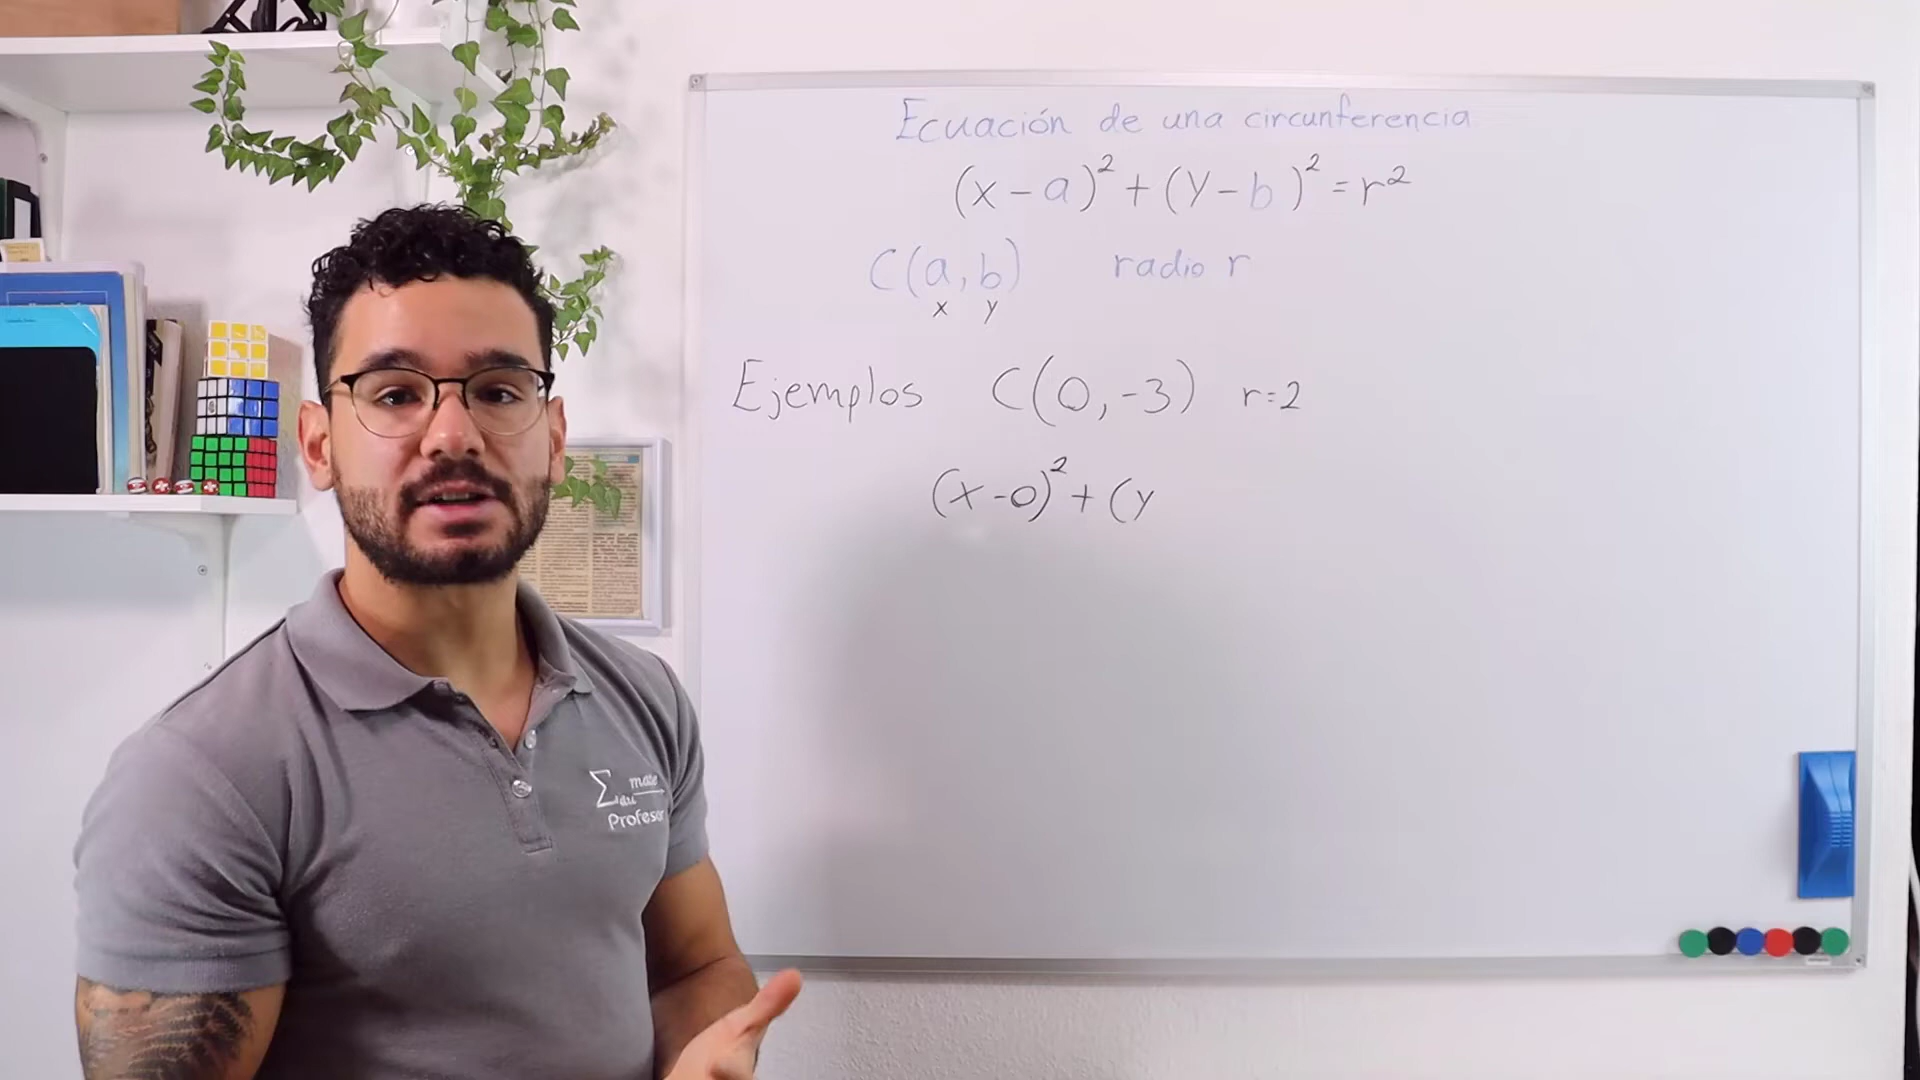 Ecuación de una circunferencia
(x - a)² + (y - b)² = r²
C(a, b) radio r
x y
Ejemplos C(0, -3) r=2
(x - 0)² + (y
Σ mate
Profesor